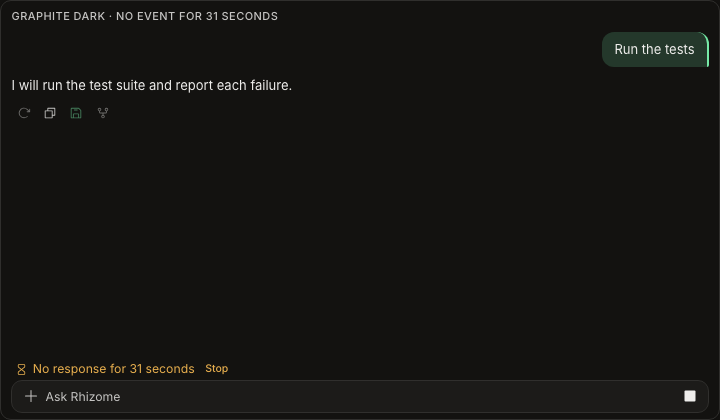 GRAPHITE DARK · NO EVENT FOR 31 SECONDS
Run the tests
I will run the test suite and report each failure.
No response for 31 seconds Stop
Ask Rhizome